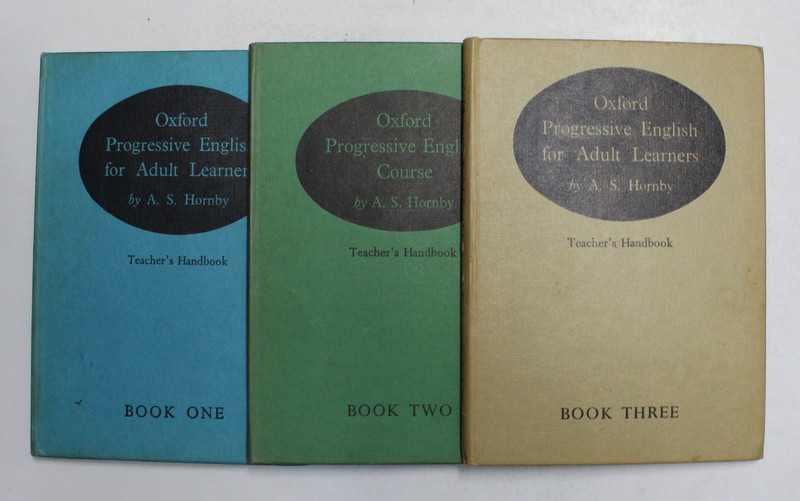 Oxford
Progressive Englis
for Adult Learner
by A. S. Hornby
Teacher's Handbook
BOOK ONE
Oxford
Progressive Engl
Course
by A. S. Hornby
Teacher's Handbook
BOOK TWO
Oxford
Progressive English
for Adult Learners
by A. S. Hornby
Teacher's Handbook
BOOK THREE